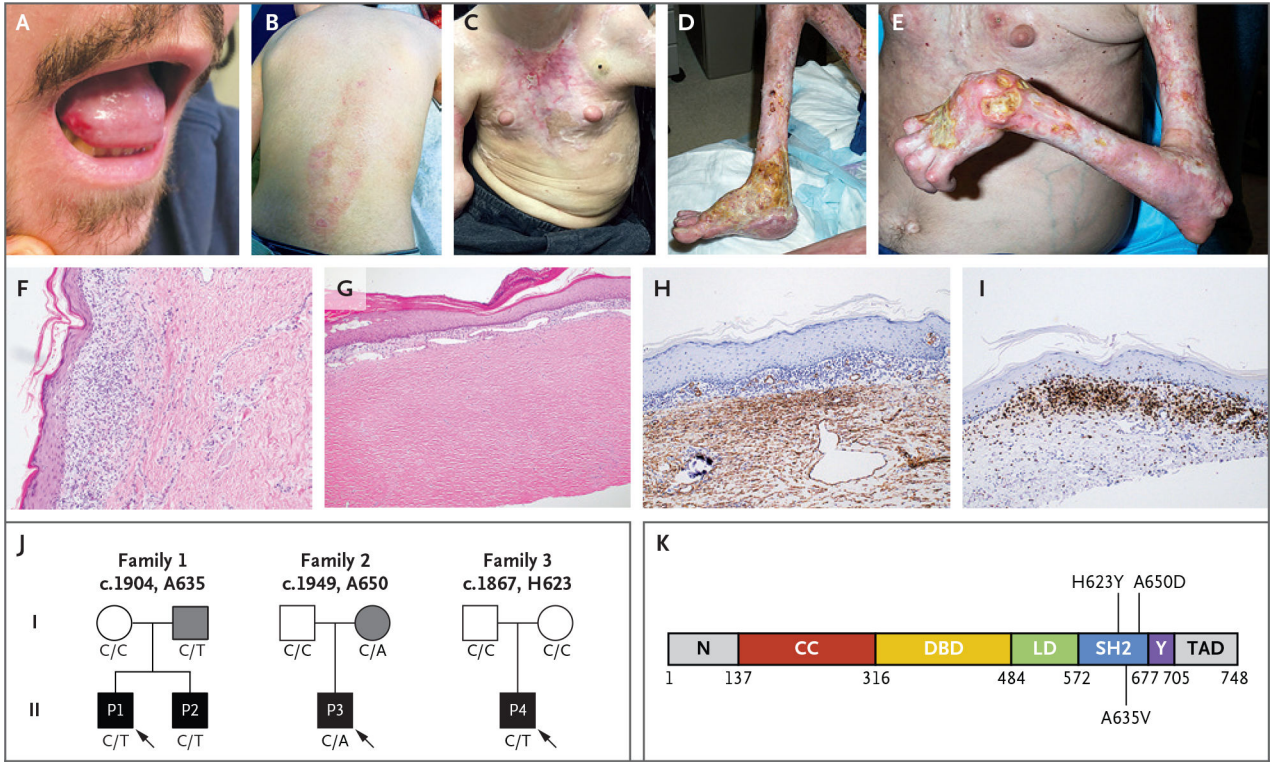 A
B
C
D
E
F
G
H
I
J
Family 1
c.1904, A635
Family 2
c.1949, A650
Family 3
c.1867, H623
I
C/C
C/T
C/C
C/A
C/C
C/C
II
P1
P2
P3
P4
C/T
C/T
C/A
C/T
K
H623Y
A650D
N
CC
DBD
LD
SH2
Y
TAD
1
137
316
484
572
677
705
748
A635V